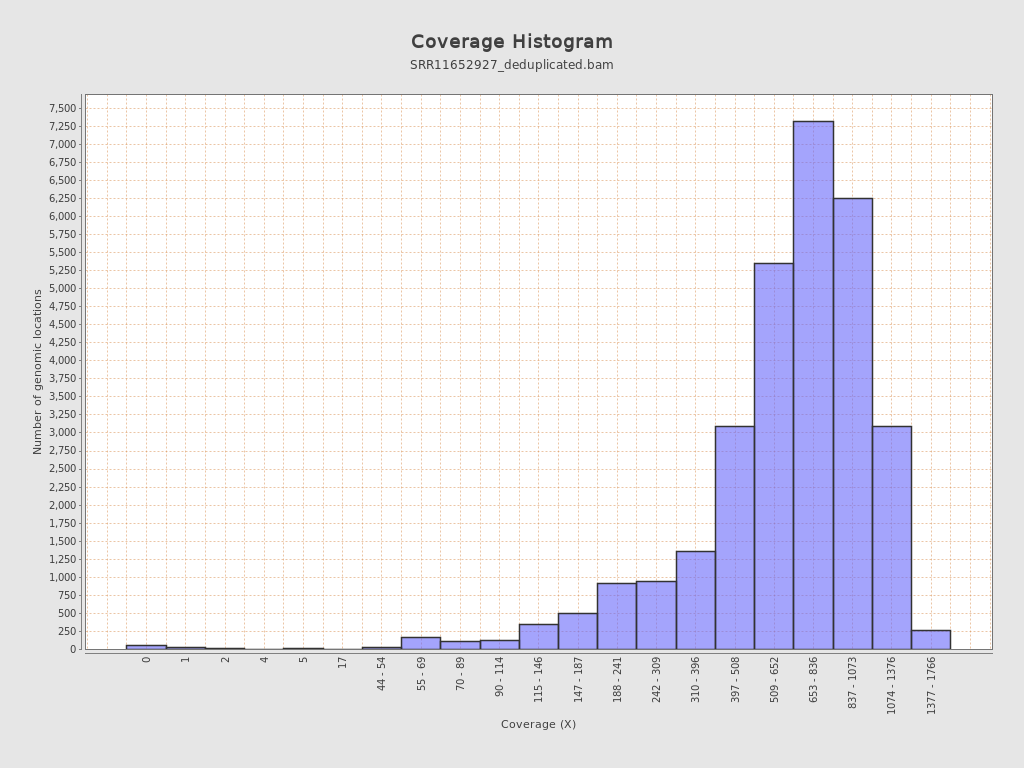 Coverage Histogram
SRR11652927_deduplicated.bam
Number of genomic locations
7,500
7,250
7,000
6,750
6,500
6,250
6,000
5,750
5,500
5,250
5,000
4,750
4,500
4,250
4,000
3,750
3,500
3,250
3,000
2,750
2,500
2,250
2,000
1,750
1,500
1,250
1,000
750
500
250
0
0
1
2
4
5
17
44 - 54
55 - 69
70 - 89
90 - 114
115 - 146
147 - 187
188 - 241
242 - 309
310 - 396
397 - 508
509 - 652
653 - 836
837 - 1073
1074 - 1376
1377 - 1766
Coverage (X)